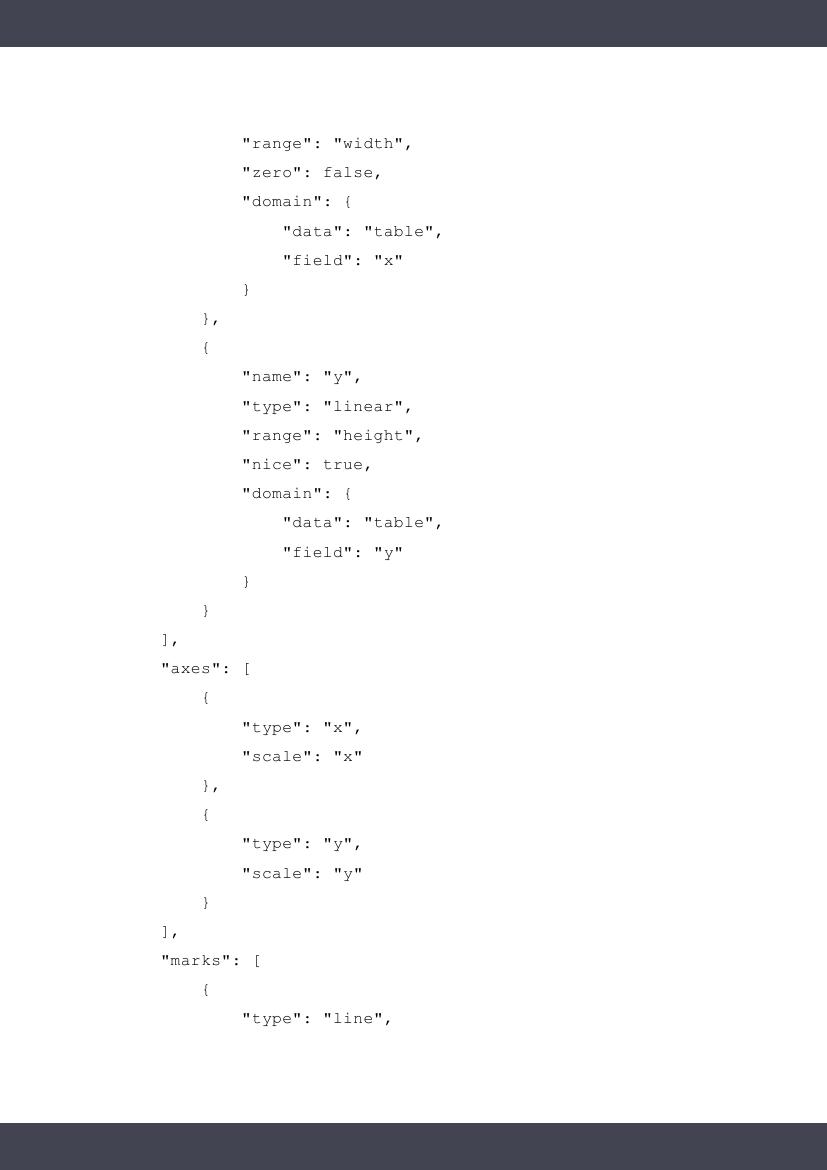 "range": "width",
"zero": false,
"domain": {
"data": "table",
"field": "x"
}
},
{
"name": "y",
"type": "linear",
"range": "height",
"nice": true,
"domain": {
"data": "table",
"field": "y"
}
}
],
"axes": [
{
"type": "x",
"scale": "x"
},
{
"type": "y",
"scale": "y"
}
],
"marks": [
{
"type": "line",